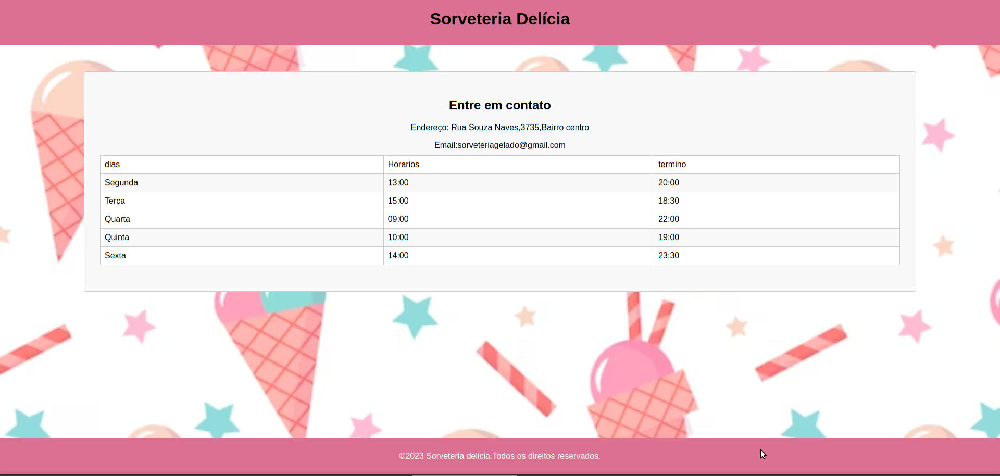 Sorveteria Delícia
Entre em contato
Endereço: Rua Souza Naves,3735,Bairro centro
Email:sorveteriagelado@gmail.com
dias Horarios termino
Segunda 13:00 20:00
Terça 15:00 18:30
Quarta 09:00 22:00
Quinta 10:00 19:00
Sexta 14:00 23:30
©2023 Sorveteria delicia.Todos os direitos reservados.